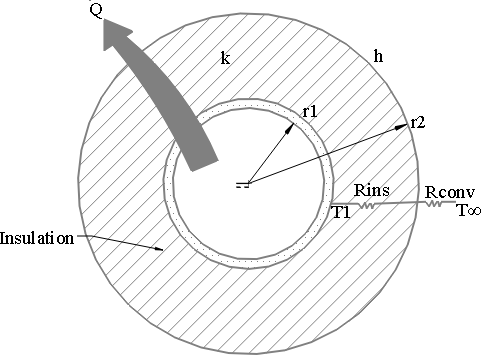 Q
k
h
r1
r2
Rins
Rconv
T1
T∞
Insulation